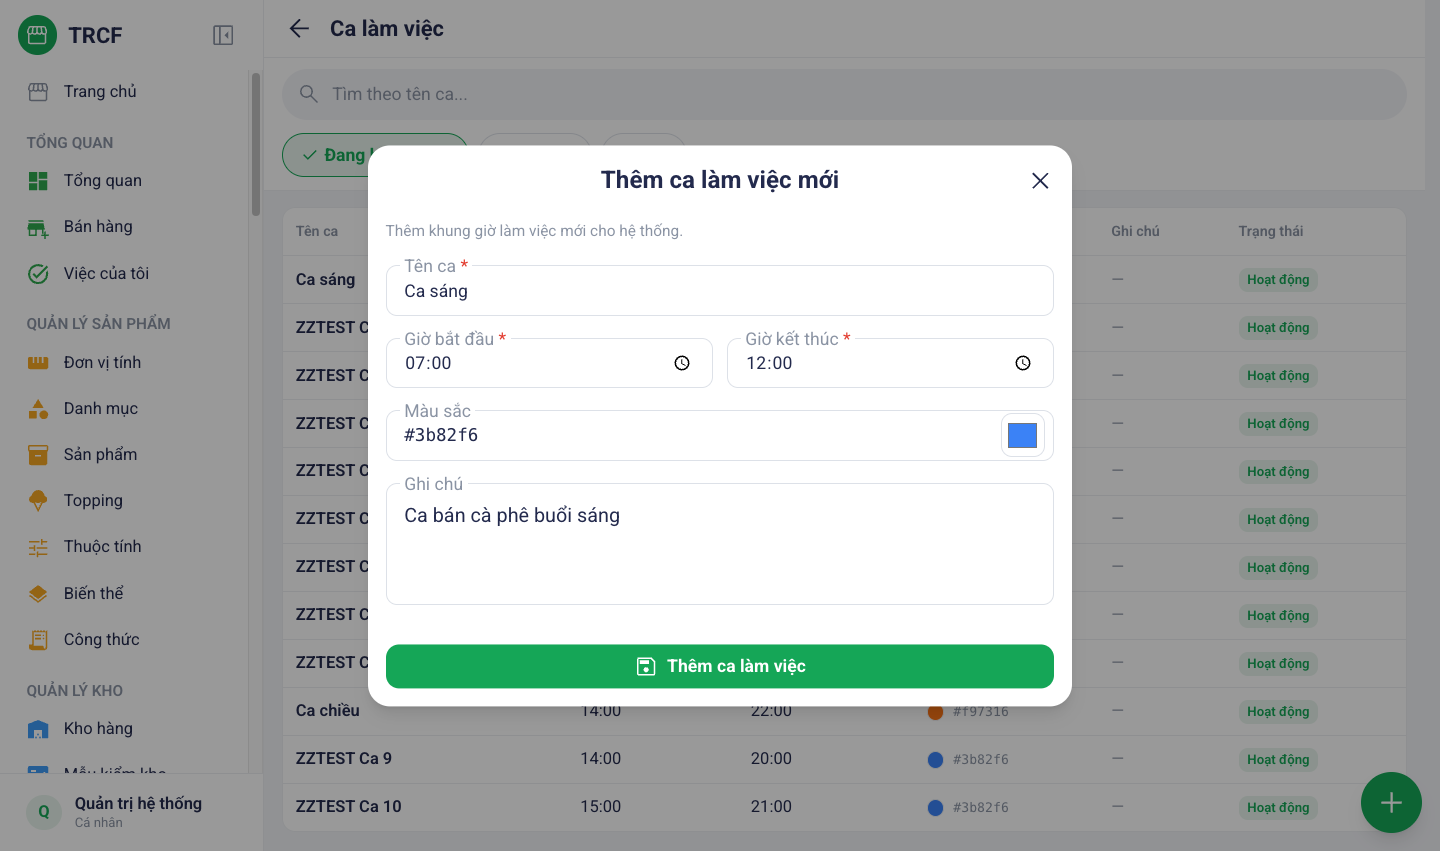 TRCF
Trang chủ
TỔNG QUAN
Tổng quan
Bán hàng
Việc của tôi
QUẢN LÝ SẢN PHẨM
Đơn vị tính
Danh mục
Sản phẩm
Topping
Thuộc tính
Biến thể
Công thức
QUẢN LÝ KHO
Kho hàng
Mẫu kiểm kho
Q
Quản trị hệ thống
Cá nhân
Ca làm việc
Tìm theo tên ca...
Đang
Tên ca Ghi chú Trạng thái
Ca sáng — Hoạt động
ZZTEST C — Hoạt động
ZZTEST C — Hoạt động
ZZTEST C — Hoạt động
ZZTEST C — Hoạt động
ZZTEST C — Hoạt động
ZZTEST C — Hoạt động
ZZTEST C — Hoạt động
ZZTEST C — Hoạt động
Ca chiều 14:00 22:00 #f97316 — Hoạt động
ZZTEST Ca 9 14:00 20:00 #3b82f6 — Hoạt động
ZZTEST Ca 10 15:00 21:00 #3b82f6 — Hoạt động
Thêm ca làm việc mới
Thêm khung giờ làm việc mới cho hệ thống.
Tên ca *
Ca sáng
Giờ bắt đầu * Giờ kết thúc *
07:00 12:00
Màu sắc
#3b82f6
Ghi chú
Ca bán cà phê buổi sáng
Thêm ca làm việc